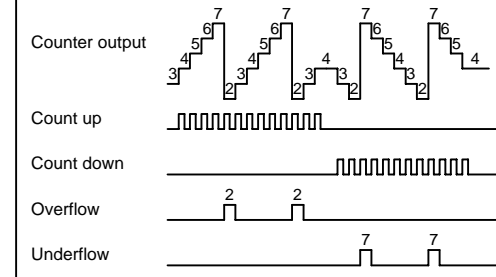 7 7 7 7
6 6 6 6
Counter output 5 5 5 5
4 4 4 4 4
3 3 3 3 3
2 2 2 2
Count up
Count down
2 2
Overflow
7 7
Underflow